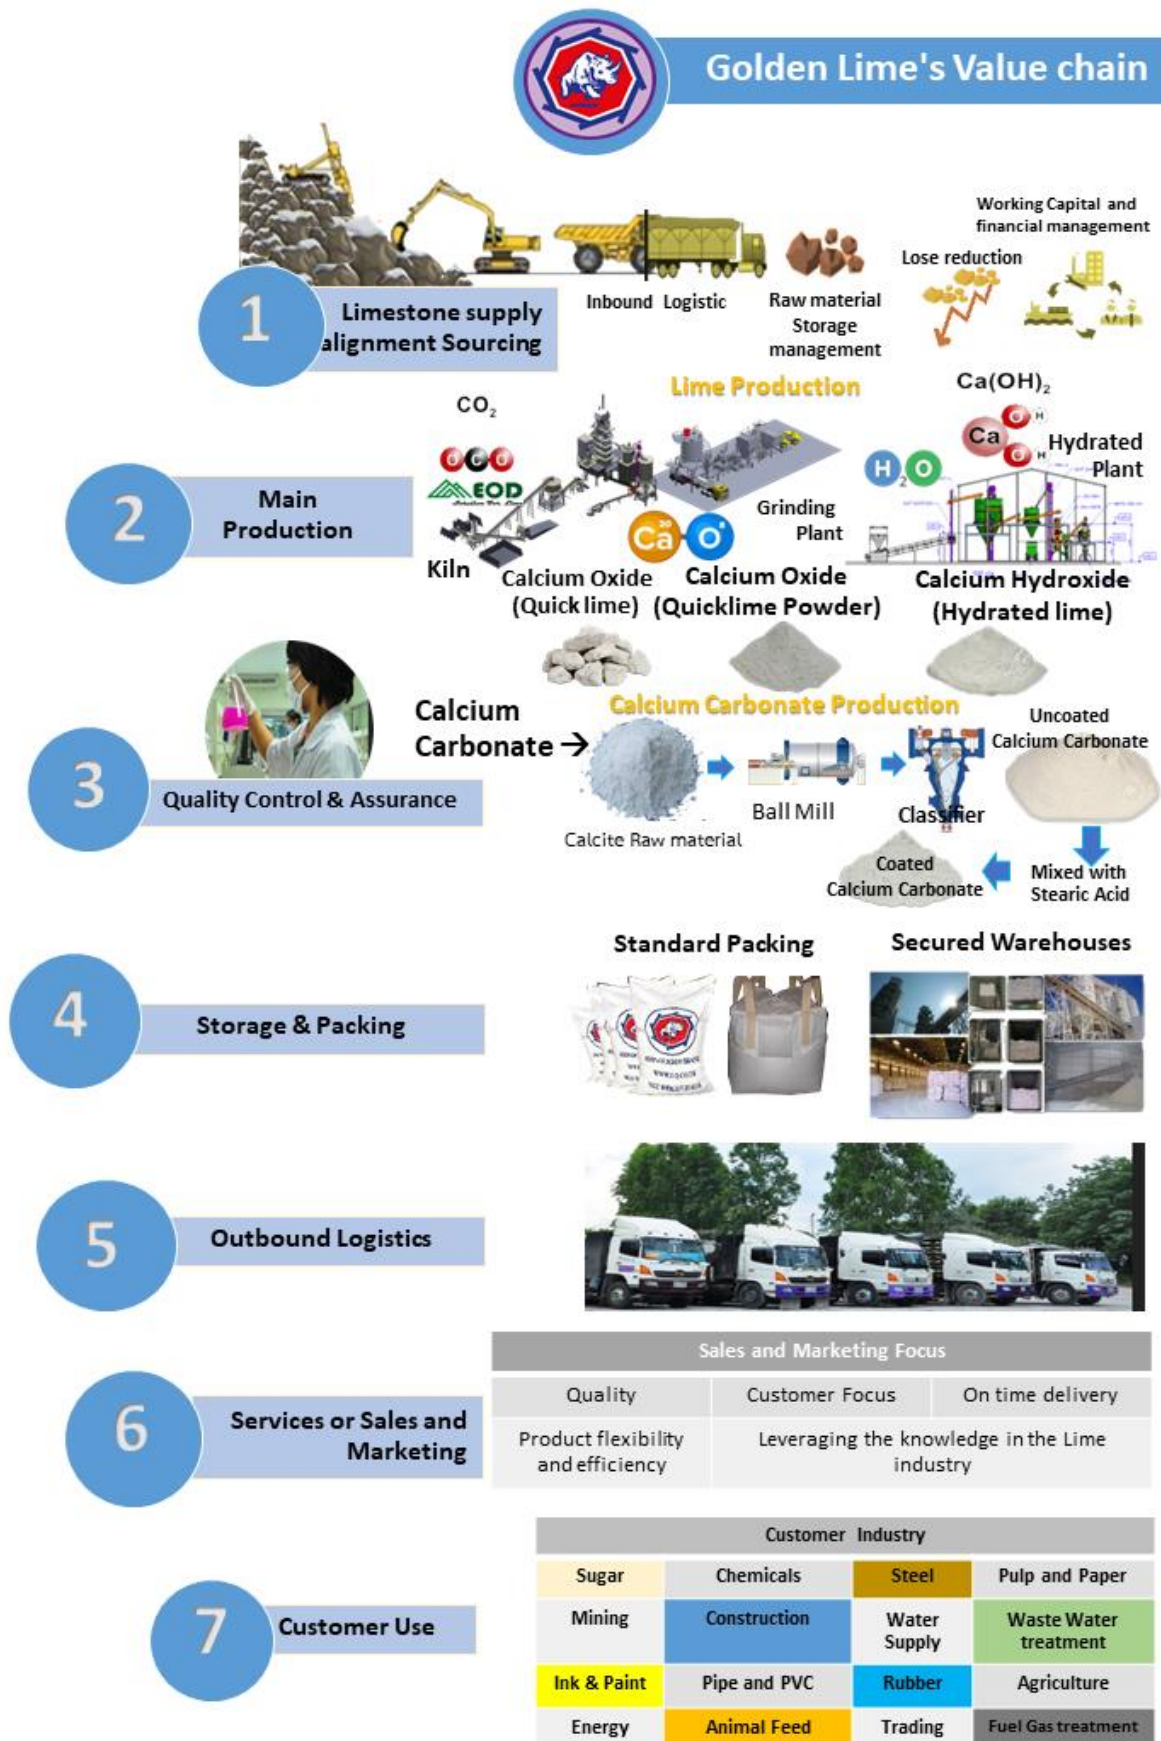 Golden Lime's Value chain
Working Capital and
financial management
Lose reduction
Inbound Logistic
Raw material
Storage
management
1
Limestone supply
alignment Sourcing
Lime Production
CO2
Ca(OH)2
O C O
EOD
Ca O H
O H
Hydrated
Plant
H2O
2
Main
Production
Grinding
Plant
20 8
Ca O
Kiln
Calcium Oxide
(Quick lime)
Calcium Oxide
(Quicklime Powder)
Calcium Hydroxide
(Hydrated lime)
Calcium Carbonate Production
Calcium
Carbonate →
Uncoated
Calcium Carbonate
3
Quality Control & Assurance
Ball Mill
Classifier
Calcite Raw material
Coated
Calcium Carbonate
Mixed with
Stearic Acid
Standard Packing
Secured Warehouses
4
Storage & Packing
5
Outbound Logistics
Sales and Marketing Focus
6
Services or Sales and
Marketing
Quality
Customer Focus
On time delivery
Product flexibility
and efficiency
Leveraging the knowledge in the Lime
industry
7
Customer Use
Customer Industry
Sugar
Chemicals
Steel
Pulp and Paper
Mining
Construction
Water
Supply
Waste Water
treatment
Ink & Paint
Pipe and PVC
Rubber
Agriculture
Energy
Animal Feed
Trading
Fuel Gas treatment